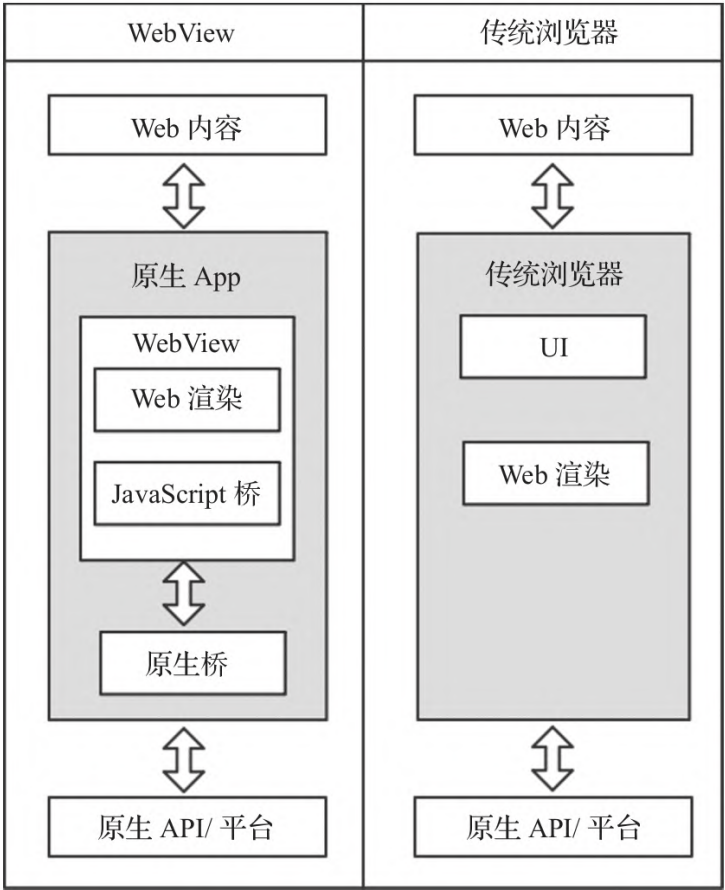 WebView
传统浏览器
Web 内容
原生 App
WebView
Web 渲染
JavaScript 桥
原生桥
原生 API/ 平台
Web 内容
传统浏览器
UI
Web 渲染
原生 API/ 平台